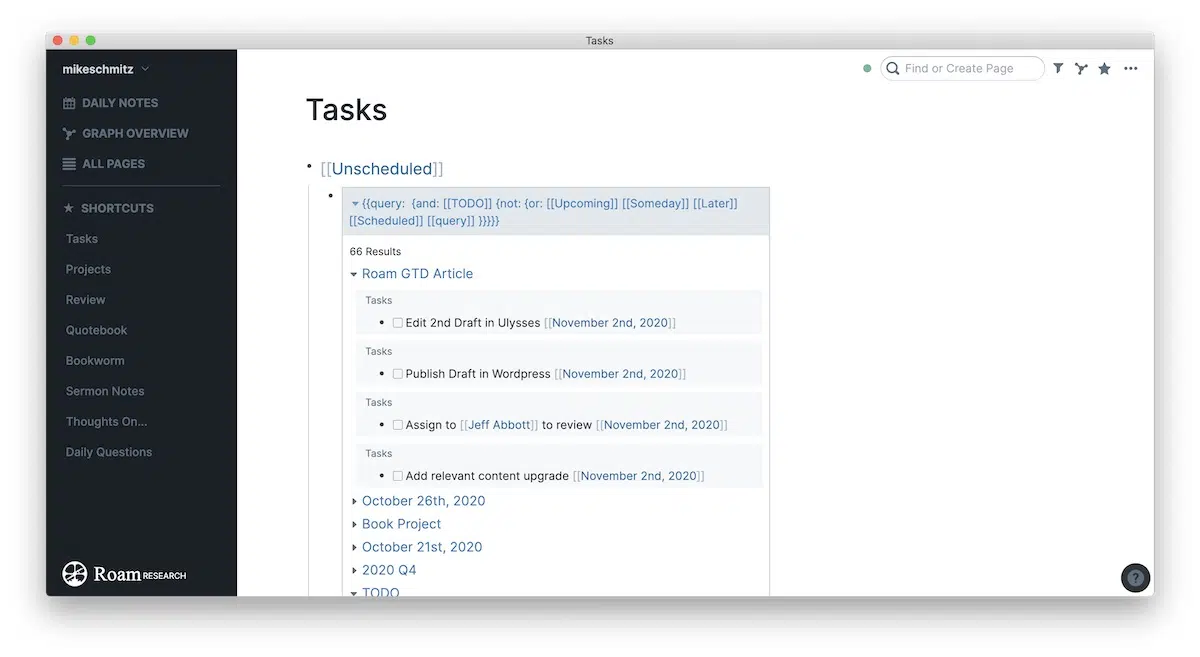 Tasks
mikeschmitz
DAILY NOTES
GRAPH OVERVIEW
ALL PAGES
SHORTCUTS
Tasks
Projects
Review
Quotebook
Bookworm
Sermon Notes
Thoughts On...
Daily Questions
Roam RESEARCH
Find or Create Page
Tasks
[[Unscheduled]]
{{query:  {and: [[TODO]] {not: {or: [[Upcoming]] [[Someday]] [[Later]]
[[Scheduled]] [[query]] }}}}}
66 Results
Roam GTD Article
Tasks
Edit 2nd Draft in Ulysses [[November 2nd, 2020]]
Tasks
Publish Draft in Wordpress [[November 2nd, 2020]]
Tasks
Assign to [[Jeff Abbott]] to review [[November 2nd, 2020]]
Tasks
Add relevant content upgrade [[November 2nd, 2020]]
October 26th, 2020
Book Project
October 21st, 2020
2020 Q4
TODO
?